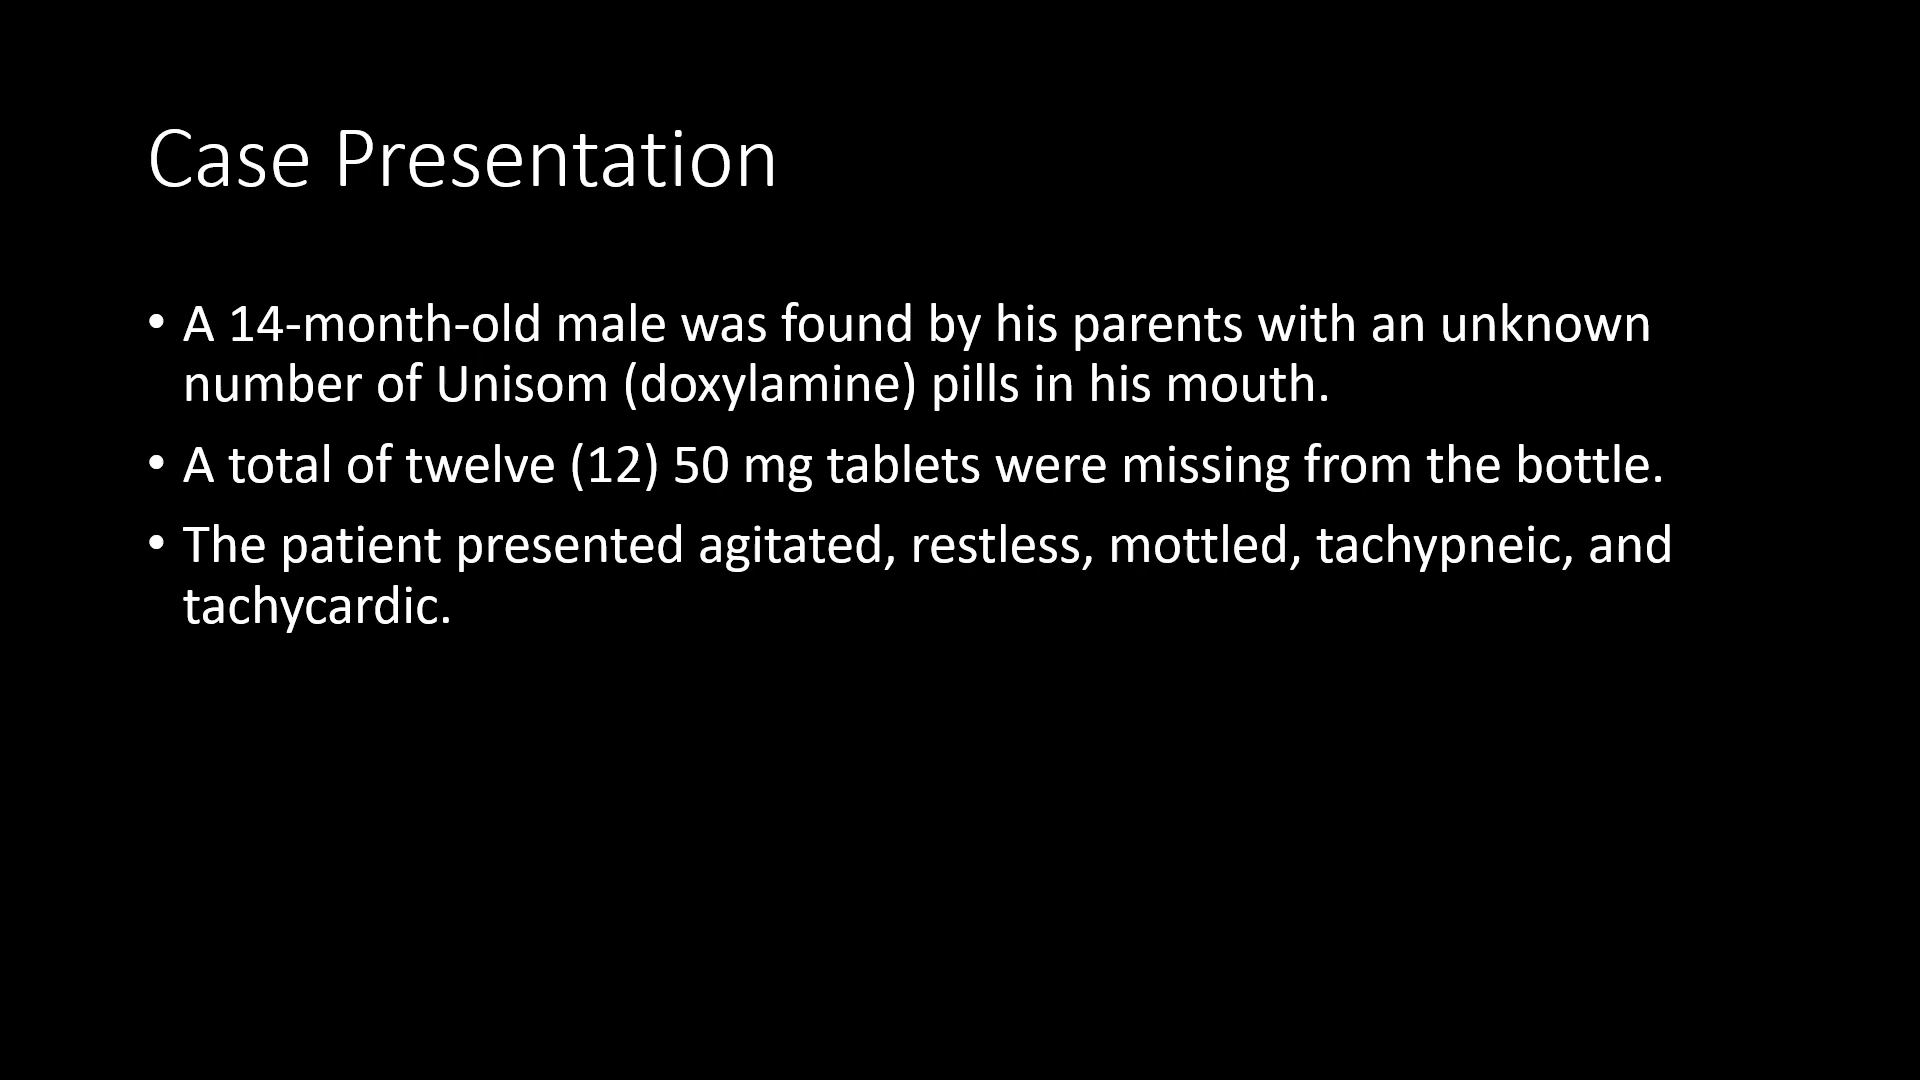 Case Presentation
• A 14-month-old male was found by his parents with an unknown
number of Unisom (doxylamine) pills in his mouth.
• A total of twelve (12) 50 mg tablets were missing from the bottle.
• The patient presented agitated, restless, mottled, tachypneic, and
tachycardic.